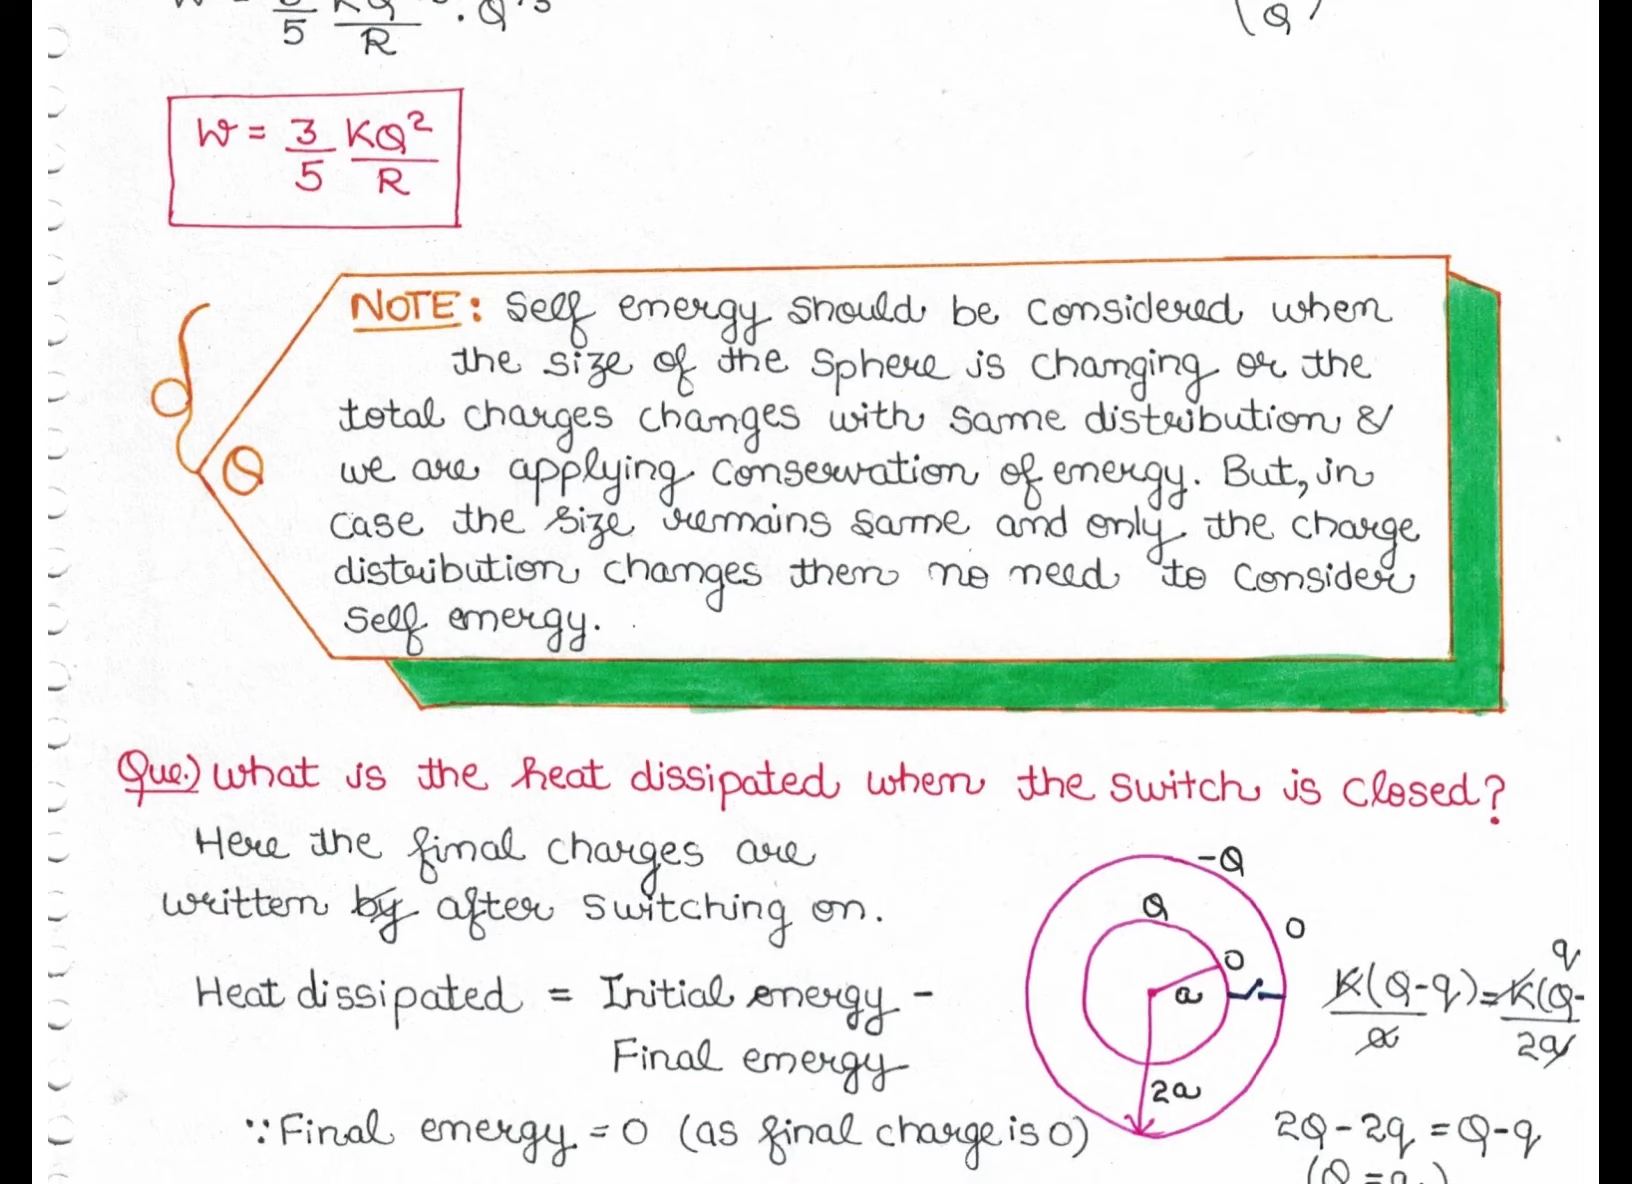 5 R
(Q)
W = 3/5 KQ²/R
NOTE: Self energy should be considered when
the size of the sphere is changing or the
total charges changes with same distribution &
we are applying conservation of energy. But, in
case the size remains same and only the charge
distribution changes then no need to consider
Self energy.
Que.) What is the heat dissipated when the switch is closed?
Here the final charges are
written by after switching on.
Heat dissipated = Initial energy -
Final energy
∵ Final energy = 0 (as final charge is 0)
-Q
Q
0
0
a
2a
q
K(Q-q)/a = K(Q-/2a
2Q - 2q = Q - q